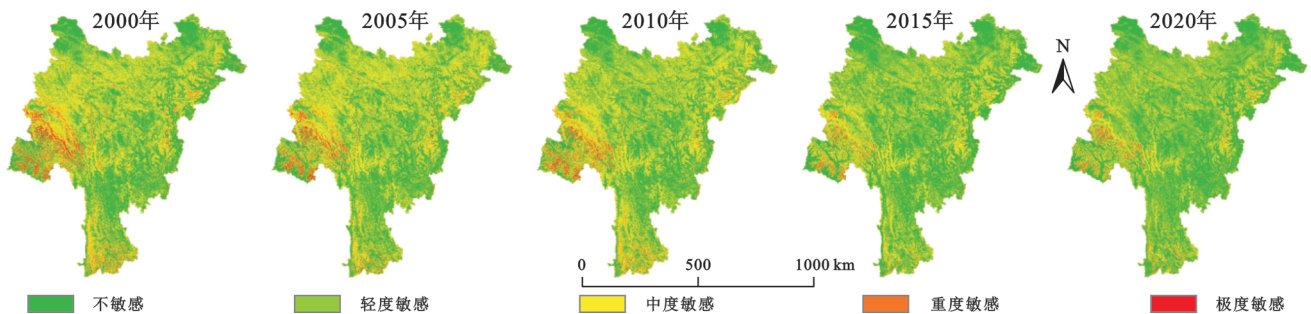 2000年
2005年
2010年
2015年
2020年
N
0 500 1000 km
不敏感
轻度敏感
中度敏感
重度敏感
极度敏感